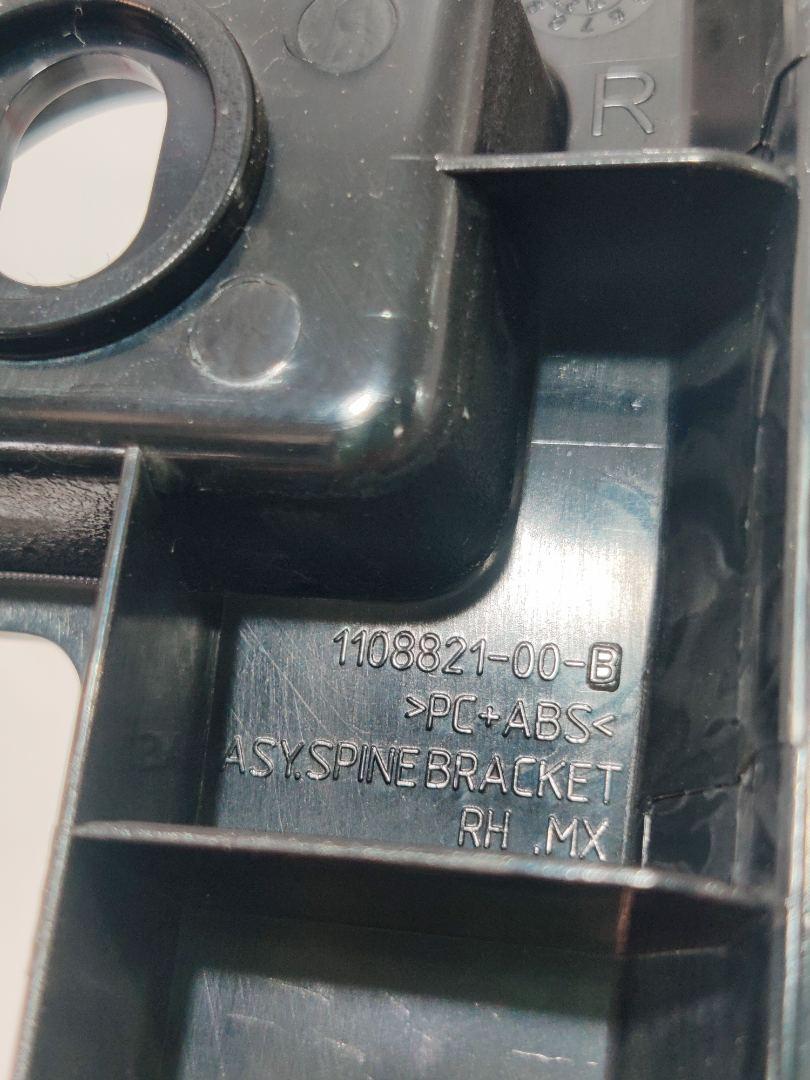 R
1108821-00-B
>PC+ABS<
ASY.SPINE BRACKET
RH .MX